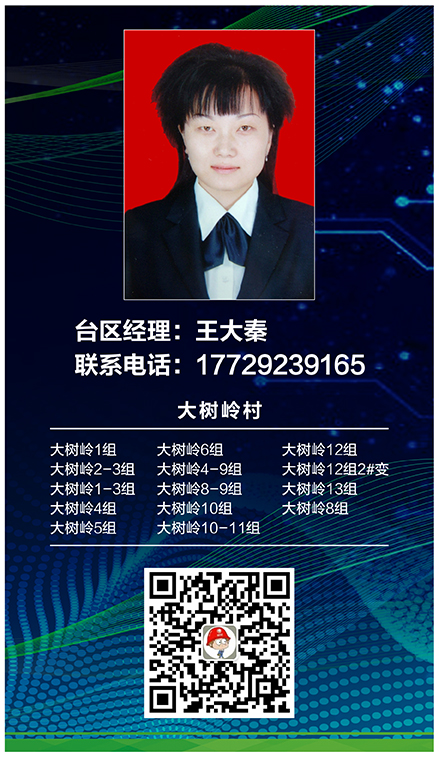 台区经理：王大秦
联系电话：17729239165
大树岭村
大树岭1组 大树岭6组 大树岭12组
大树岭2-3组 大树岭4-9组 大树岭12组2#变
大树岭1-3组 大树岭8-9组 大树岭13组
大树岭4组 大树岭10组 大树岭8组
大树岭5组 大树岭10-11组